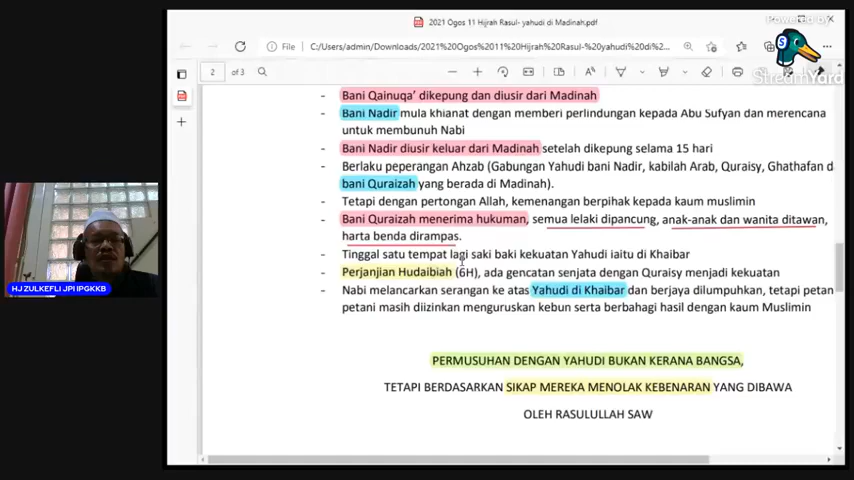 2021 Ogos 11 Hijrah Rasul- yahudi di Madinah.pdf
Powered by
StreamYard
File
C:/Users/admin/Downloads/2021%20Ogos%2011%20Hijrah%20Rasul-%20yahudi%20di%...
2 of 3
- Bani Qainuqa’ dikepung dan diusir dari Madinah
- Bani Nadir mula khianat dengan memberi perlindungan kepada Abu Sufyan dan merencana
untuk membunuh Nabi
- Bani Nadir diusir keluar dari Madinah setelah dikepung selama 15 hari
- Berlaku peperangan Ahzab (Gabungan Yahudi bani Nadir, kabilah Arab, Quraisy, Ghathafan d
bani Quraizah yang berada di Madinah).
- Tetapi dengan pertongan Allah, kemenangan berpihak kepada kaum muslimin
- Bani Quraizah menerima hukuman, semua lelaki dipancung, anak-anak dan wanita ditawan,
harta benda dirampas.
- Tinggal satu tempat lagi saki baki kekuatan Yahudi iaitu di Khaibar
- Perjanjian Hudaibiah (6H), ada gencatan senjata dengan Quraisy menjadi kekuatan
- Nabi melancarkan serangan ke atas Yahudi di Khaibar dan berjaya dilumpuhkan, tetapi petan
petani masih diizinkan menguruskan kebun serta berbahagi hasil dengan kaum Muslimin
PERMUSUHAN DENGAN YAHUDI BUKAN KERANA BANGSA,
TETAPI BERDASARKAN SIKAP MEREKA MENOLAK KEBENARAN YANG DIBAWA
OLEH RASULULLAH SAW
HJ ZULKEFLI JPI IPGKKB